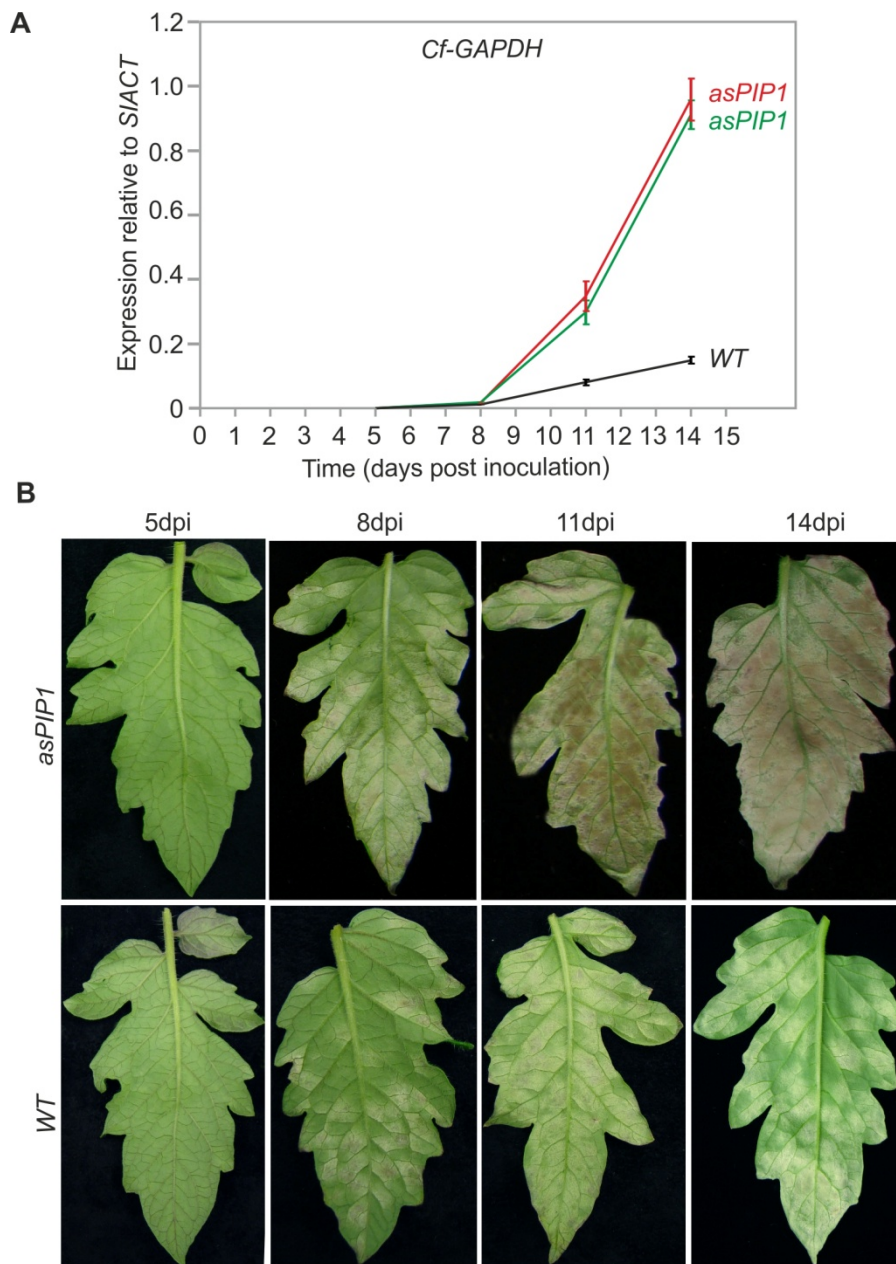 A
Cf-GAPDH
Expression relative to SlACT
1.2
1.0
0.8
0.6
0.4
0.2
0
asPIP1
asPIP1
WT
0 1 2 3 4 5 6 7 8 9 10 11 12 13 14 15
Time (days post inoculation)
B
5dpi 8dpi 11dpi 14dpi
asPIP1
WT